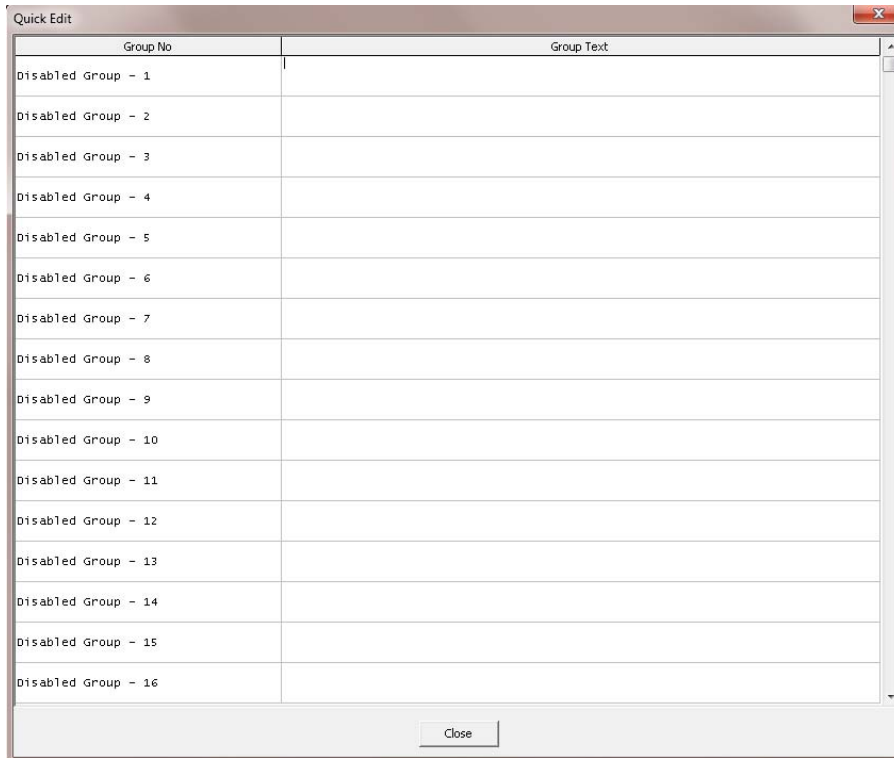 Quick Edit
Group No Group Text
Disabled Group - 1
Disabled Group - 2
Disabled Group - 3
Disabled Group - 4
Disabled Group - 5
Disabled Group - 6
Disabled Group - 7
Disabled Group - 8
Disabled Group - 9
Disabled Group - 10
Disabled Group - 11
Disabled Group - 12
Disabled Group - 13
Disabled Group - 14
Disabled Group - 15
Disabled Group - 16
Close